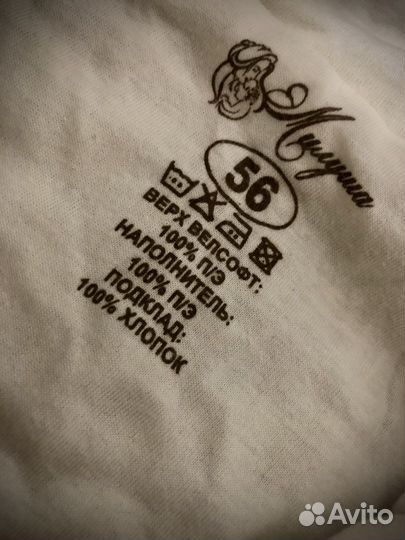 Милуша
56
ВЕРХ ВЕЛСОФТ:
100% П/Э
НАПОЛНИТЕЛЬ:
100% П/Э
ПОДКЛАД:
100% ХЛОПОК
Avito